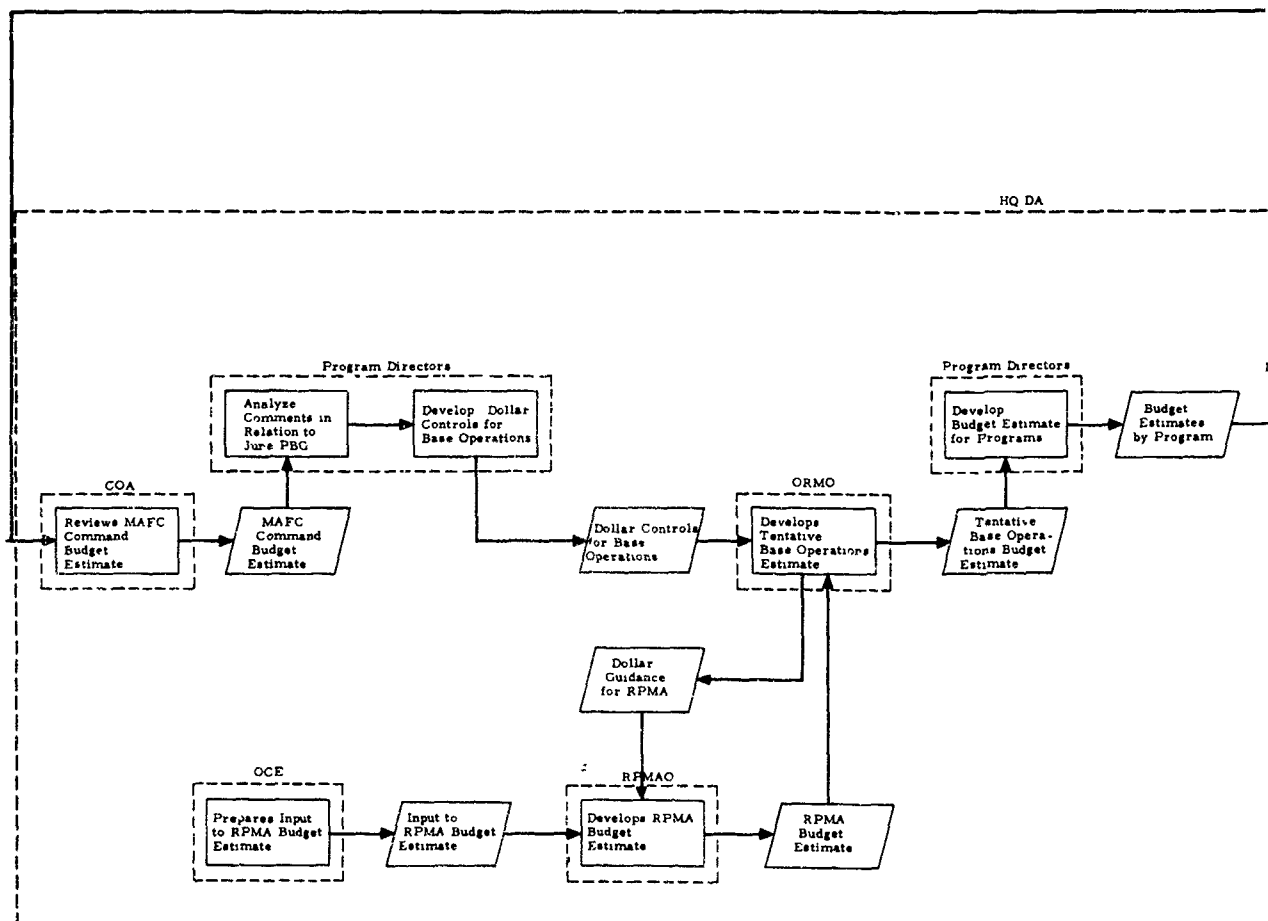 HQ DA
Program Directors
Analyze
Comments in
Relation to
June PBG
Develop Dollar
Controls for
Base Operations
Program Directors
Develop
Budget Estimate
for Programs
Budget
Estimates
by Program
COA
Reviews MAFC
Command
Budget
Estimate
MAFC
Command
Budget
Estimate
Dollar Controls
for Base
Operations
ORMO
Develops
Tentative
Base Operations
Estimate
Tentative
Base Opera-
tions Budget
Estimate
Dollar
Guidance
for RPMA
OCE
Prepares Input
to RPMA Budget
Estimate
Input to
RPMA Budget
Estimate
RPMAO
Develops RPMA
Budget
Estimate
RPMA
Budget
Estimate